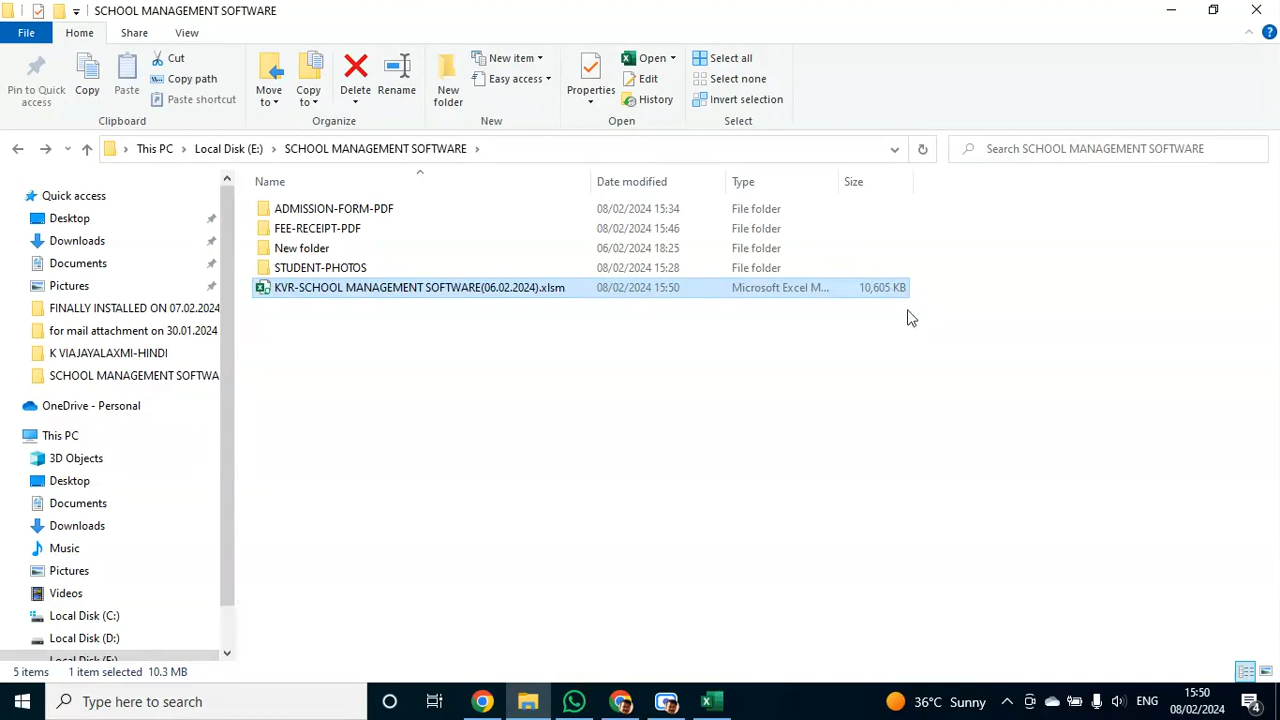 SCHOOL MANAGEMENT SOFTWARE
File Home Share View
Pin to Quick access
Copy
Paste
Cut
Copy path
Paste shortcut
Clipboard
Move to
Copy to
Delete
Rename
Organize
New folder
New item
Easy access
New
Properties
Open
Edit
History
Open
Select all
Select none
Invert selection
Select
This PC Local Disk (E:) SCHOOL MANAGEMENT SOFTWARE
Search SCHOOL MANAGEMENT SOFTWARE
Name Date modified Type Size
ADMISSION-FORM-PDF 08/02/2024 15:34 File folder
FEE-RECEIPT-PDF 08/02/2024 15:46 File folder
New folder 06/02/2024 18:25 File folder
STUDENT-PHOTOS 08/02/2024 15:28 File folder
KVR-SCHOOL MANAGEMENT SOFTWARE(06.02.2024).xlsm 08/02/2024 15:50 Microsoft Excel M... 10,605 KB
Quick access
Desktop
Downloads
Documents
Pictures
FINALLY INSTALLED ON 07.02.2024
for mail attachment on 30.01.2024
K VIAJAYALAXMI-HINDI
SCHOOL MANAGEMENT SOFTWA
OneDrive - Personal
This PC
3D Objects
Desktop
Documents
Downloads
Music
Pictures
Videos
Local Disk (C:)
Local Disk (D:)
Local Disk (E:)
5 items 1 item selected 10.3 MB
Type here to search
36°C Sunny
ENG
15:50
08/02/2024
4